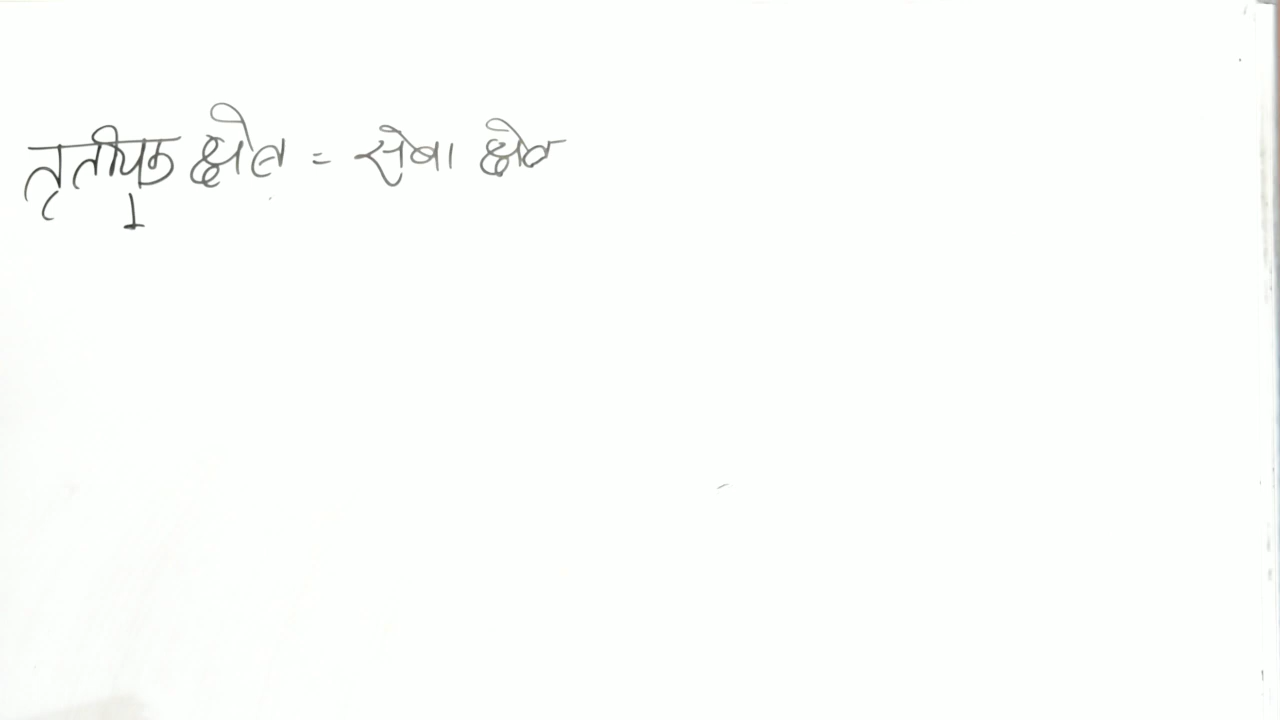 तृतीयक क्षेत्र = सेबा क्षेत्र